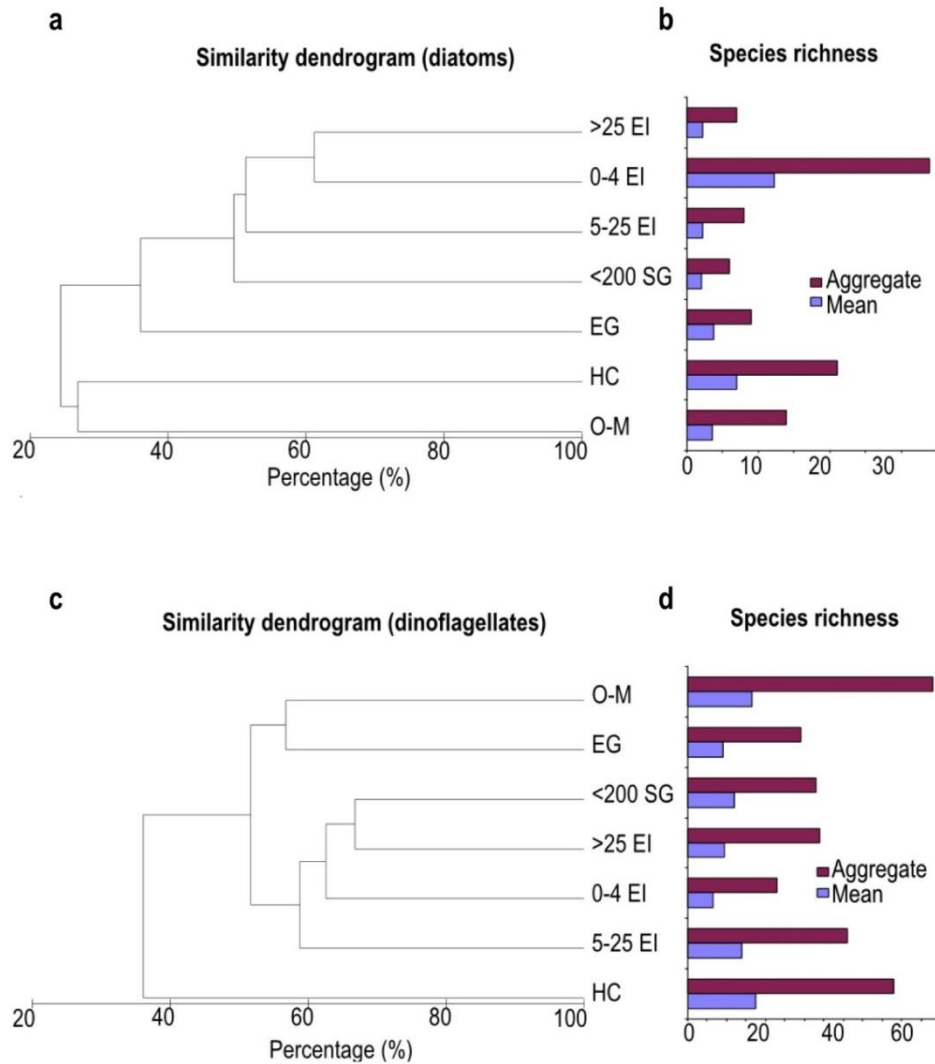 a
b
Similarity dendrogram (diatoms)
Species richness
>25 EI
0-4 EI
5-25 EI
<200 SG
EG
HC
O-M
Aggregate
Mean
20 40 60 80 100
Percentage (%)
0 10 20 30
c
d
Similarity dendrogram (dinoflagellates)
Species richness
O-M
EG
<200 SG
>25 EI
0-4 EI
5-25 EI
HC
Aggregate
Mean
20 40 60 80 100
Percentage (%)
0 20 40 60